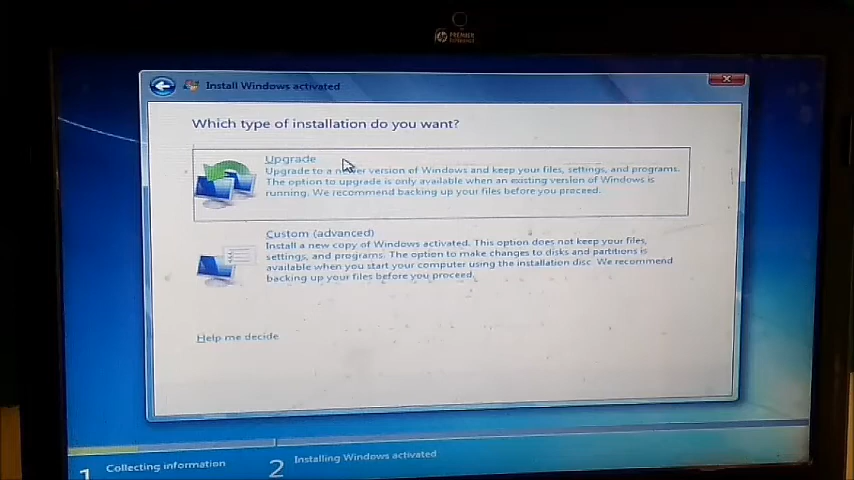 hp PREMIER
EXPERIENCE
Install Windows activated
Which type of installation do you want?
Upgrade
Upgrade to a newer version of Windows and keep your files, settings, and programs.
The option to upgrade is only available when an existing version of Windows is
running. We recommend backing up your files before you proceed.
Custom (advanced)
Install a new copy of Windows activated. This option does not keep your files,
settings, and programs. The option to make changes to disks and partitions is
available when you start your computer using the installation disc. We recommend
backing up your files before you proceed.
Help me decide
1 Collecting information
2 Installing Windows activated